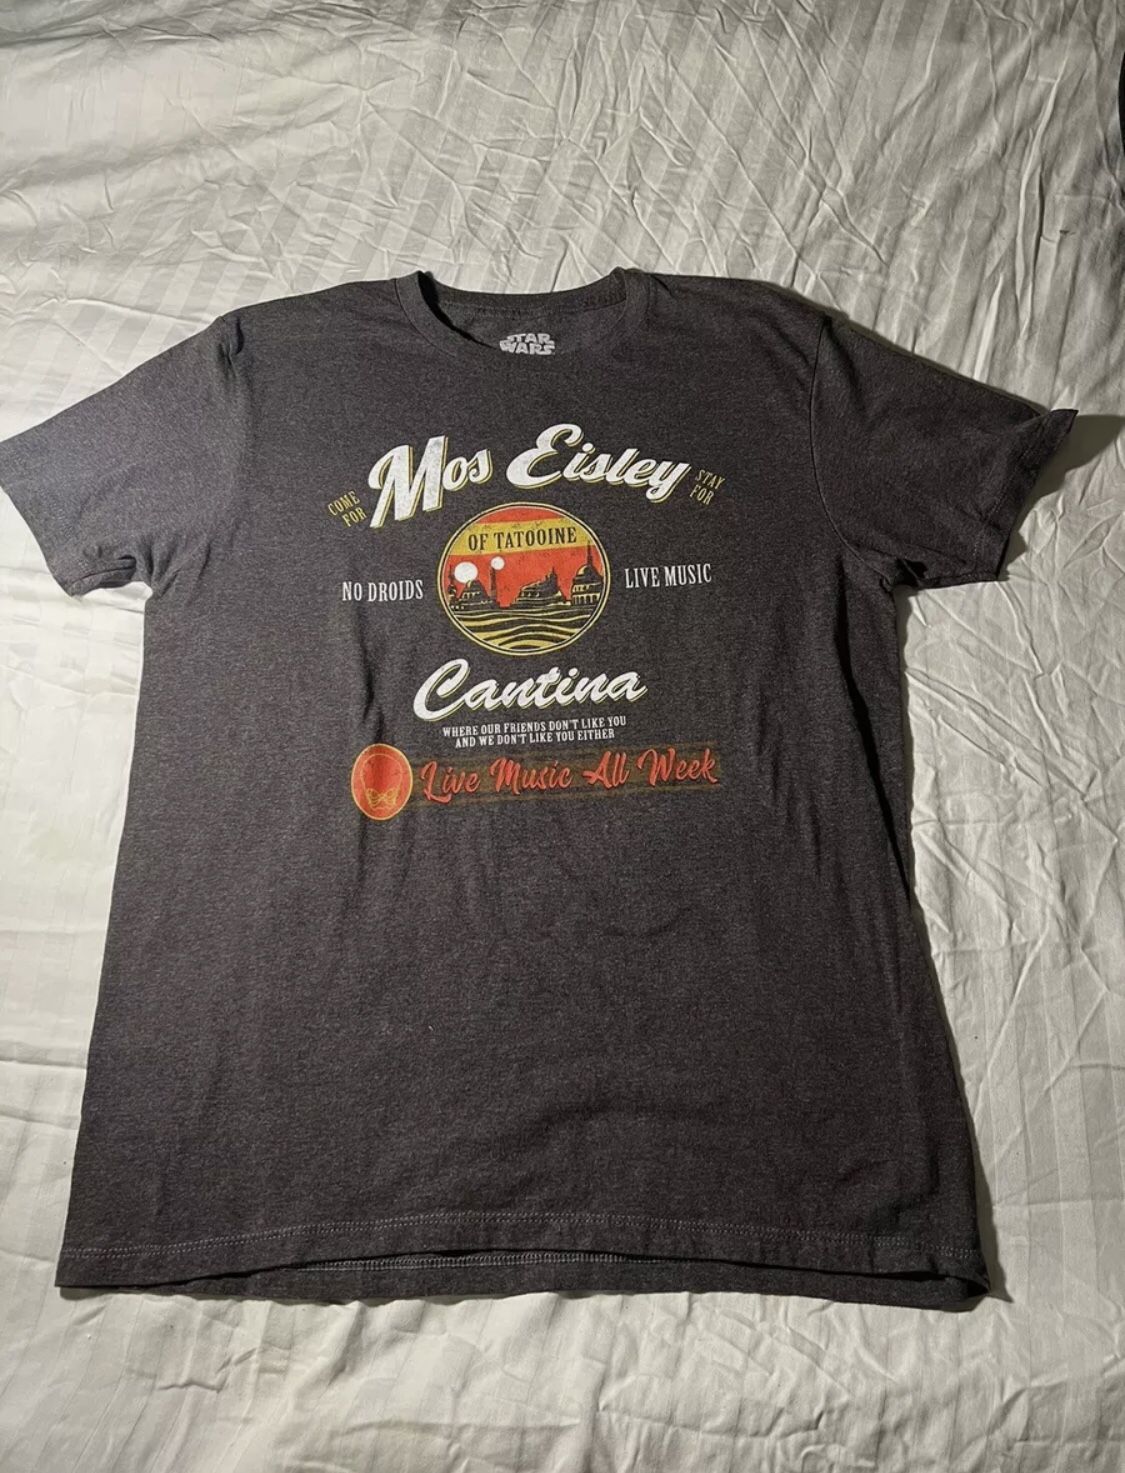 STAR
WARS
Mos Eisley
COME
FOR
STAY
FOR
OF TATOOINE
NO DROIDS
LIVE MUSIC
Cantina
WHERE OUR FRIENDS DON'T LIKE YOU
AND WE DON'T LIKE YOU EITHER
Live Music All Week